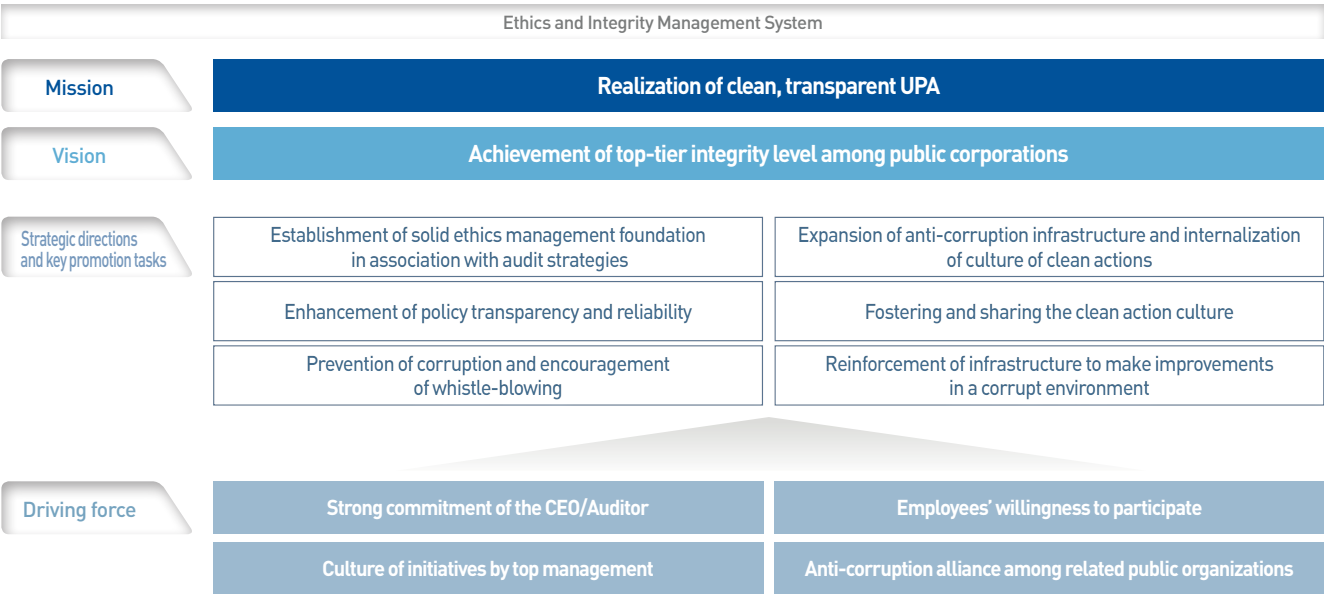 Ethics and Integrity Management System
Mission
Realization of clean, transparent UPA
Vision
Achievement of top-tier integrity level among public corporations
Strategic directions
and key promotion tasks
Establishment of solid ethics management foundation
in association with audit strategies
Expansion of anti-corruption infrastructure and internalization
of culture of clean actions
Enhancement of policy transparency and reliability
Fostering and sharing the clean action culture
Prevention of corruption and encouragement
of whistle-blowing
Reinforcement of infrastructure to make improvements
in a corrupt environment
Driving force
Strong commitment of the CEO/Auditor
Employees’ willingness to participate
Culture of initiatives by top management
Anti-corruption alliance among related public organizations